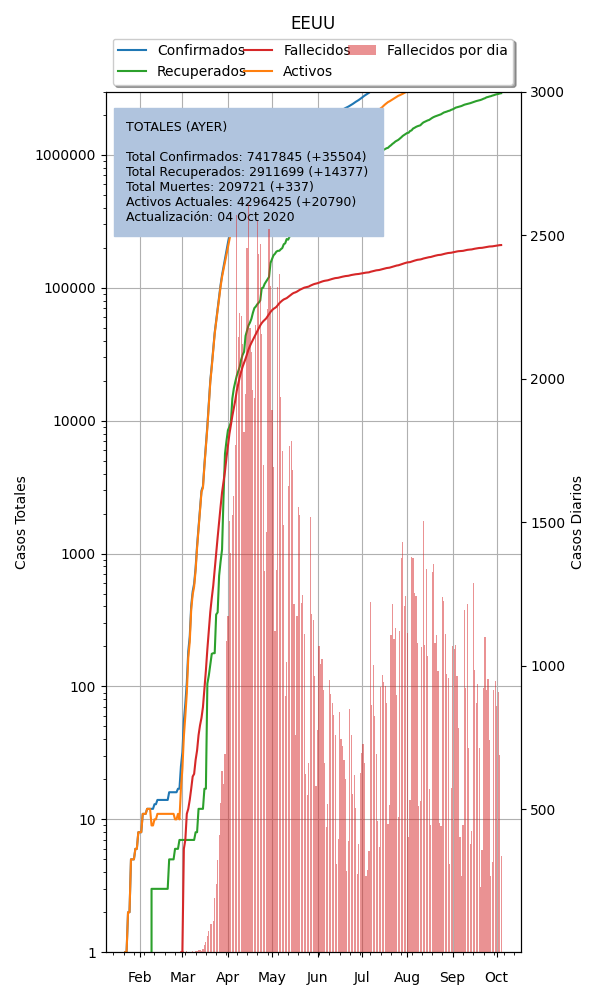 EEUU
Confirmados Fallecidos Fallecidos por dia
Recuperados Activos
TOTALES (AYER)
Total Confirmados: 7417845 (+35504)
Total Recuperados: 2911699 (+14377)
Total Muertes: 209721 (+337)
Activos Actuales: 4296425 (+20790)
Actualización: 04 Oct 2020
Casos Totales
1000000
100000
10000
1000
100
10
1
3000
2500
2000
1500
1000
500
Casos Diarios
Feb Mar Apr May Jun Jul Aug Sep Oct